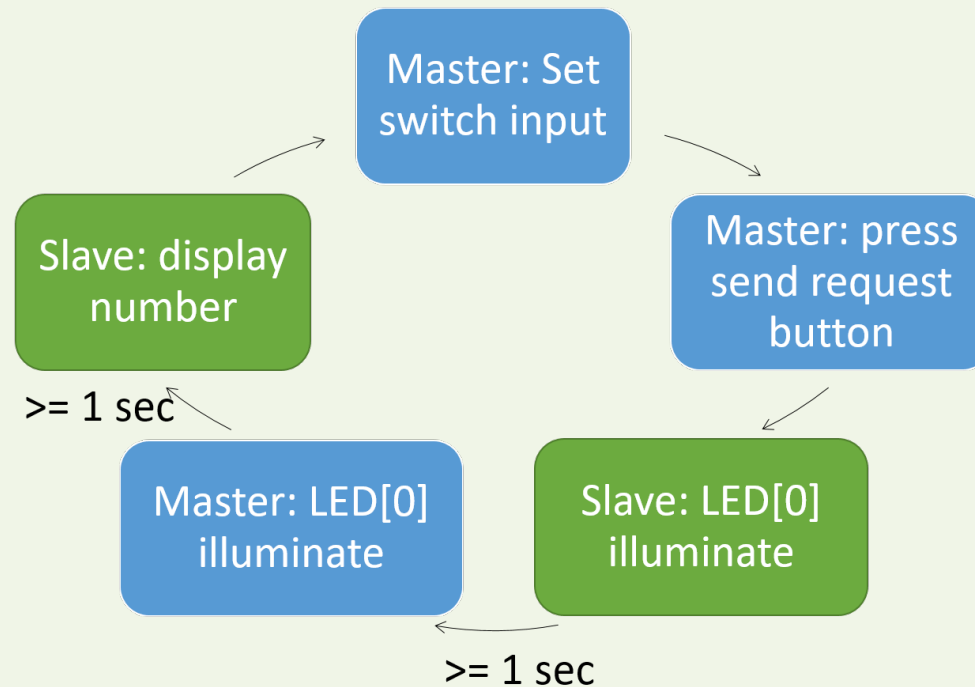 Master: Set
switch input
Master: press
send request
button
Slave: LED[0]
illuminate
>= 1 sec
Master: LED[0]
illuminate
>= 1 sec
Slave: display
number